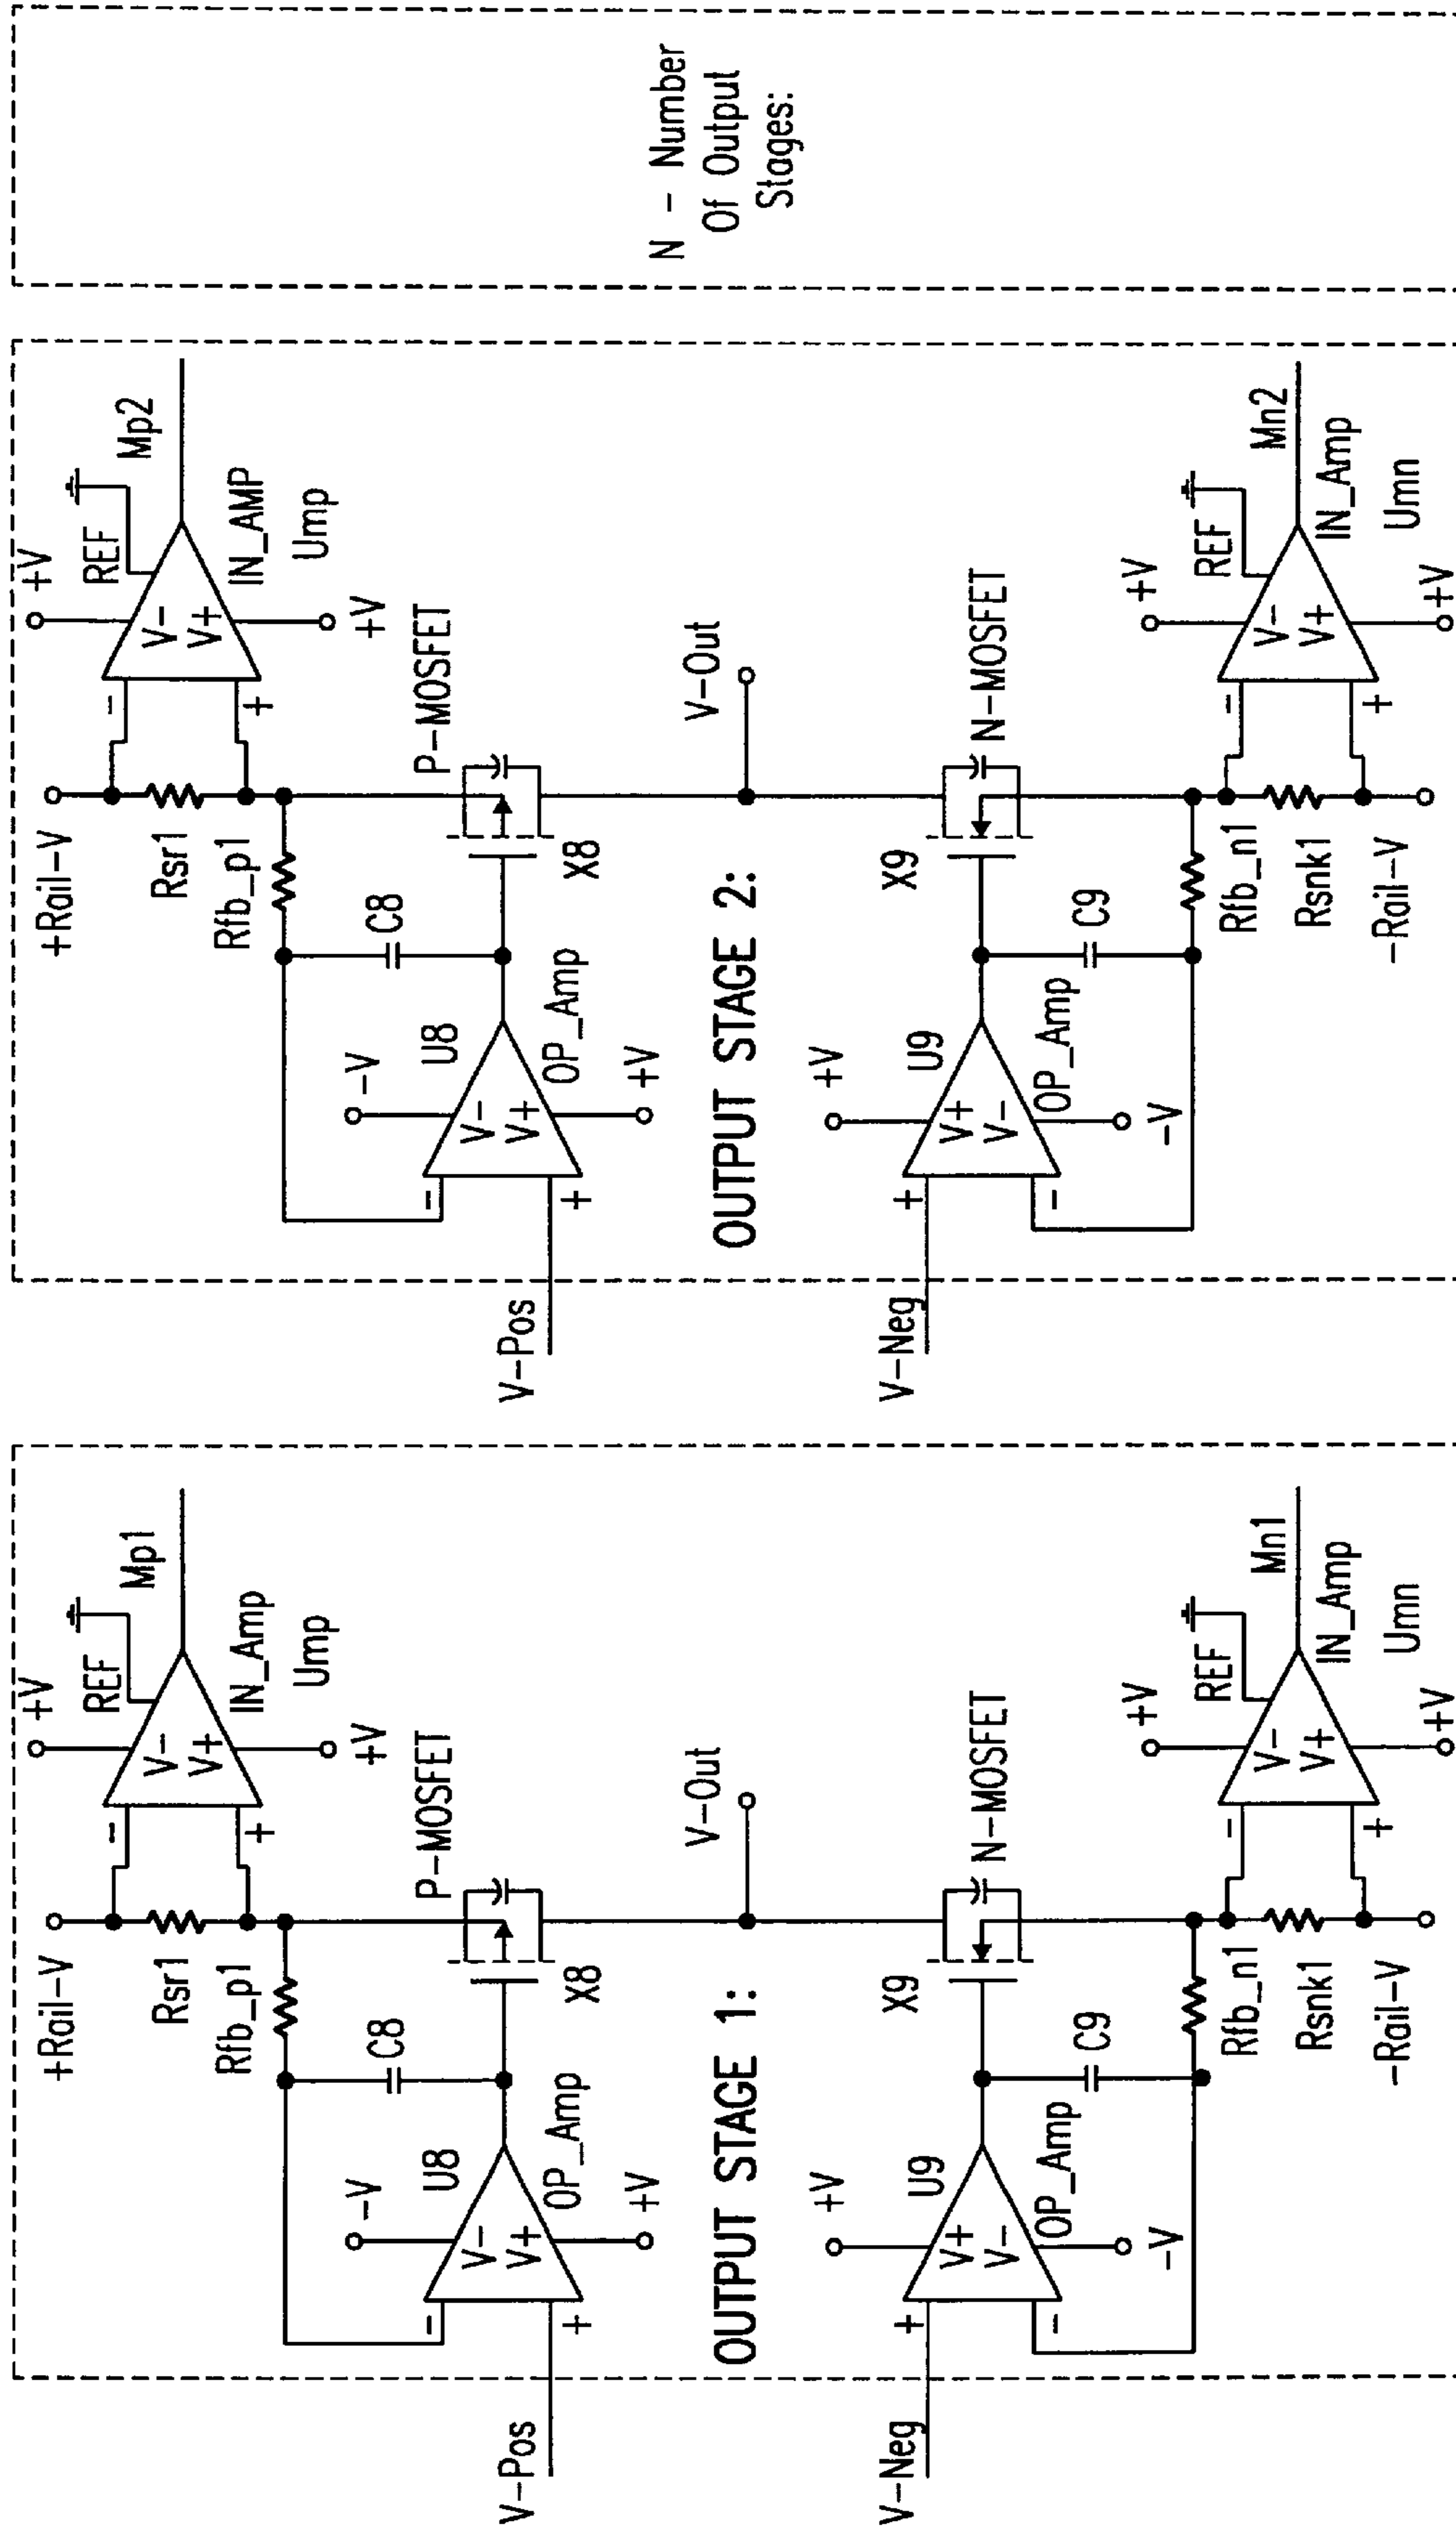 +Rail-V
Rsr1
Rfb_p1
+V
REF
V-
V+
-
+
IN_Amp
Ump
+V
Mp1
P-MOSFET
X8
C8
-V
U8
V-
V+
-
+
OP_Amp
+V
V-Pos
OUTPUT STAGE 1:
V-Out
V-Neg
+V
U9
V+
V-
+
-
OP_Amp
-V
X9
C9
N-MOSFET
Rfb_n1
Rsnk1
-Rail-V
+V
REF
V-
V+
-
+
IN_Amp
Umn
+V
Mn1
+Rail-V
Rsr1
Rfb_p1
+V
REF
V-
V+
-
+
IN_AMP
Ump
+V
Mp2
P-MOSFET
X8
C8
-V
U8
V-
V+
-
+
OP_Amp
+V
V-Pos
OUTPUT STAGE 2:
V-Out
V-Neg
+V
U9
V+
V-
+
-
OP_Amp
-V
X9
C9
N-MOSFET
Rfb_n1
Rsnk1
-Rail-V
+V
REF
V-
V+
-
+
IN_Amp
Umn
+V
Mn2
N - Number
Of Output
Stages: